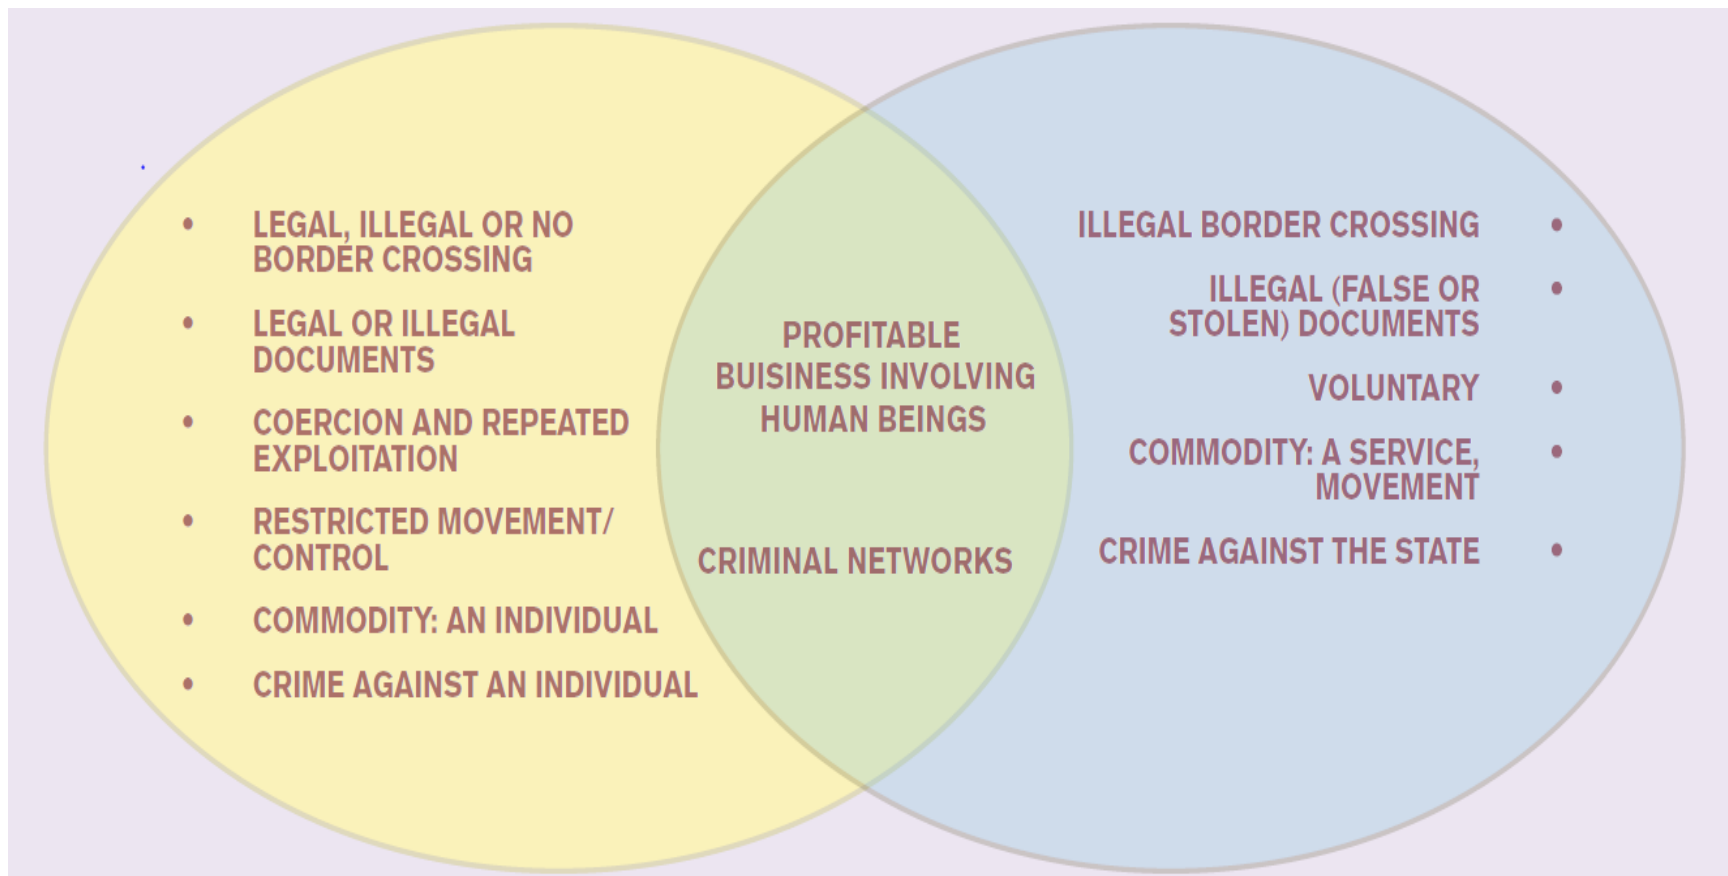 • LEGAL, ILLEGAL OR NO
BORDER CROSSING
• LEGAL OR ILLEGAL
DOCUMENTS
• COERCION AND REPEATED
EXPLOITATION
• RESTRICTED MOVEMENT/
CONTROL
• COMMODITY: AN INDIVIDUAL
• CRIME AGAINST AN INDIVIDUAL
PROFITABLE
BUISINESS INVOLVING
HUMAN BEINGS
CRIMINAL NETWORKS
ILLEGAL BORDER CROSSING •
ILLEGAL (FALSE OR •
STOLEN) DOCUMENTS
VOLUNTARY •
COMMODITY: A SERVICE, •
MOVEMENT
CRIME AGAINST THE STATE •